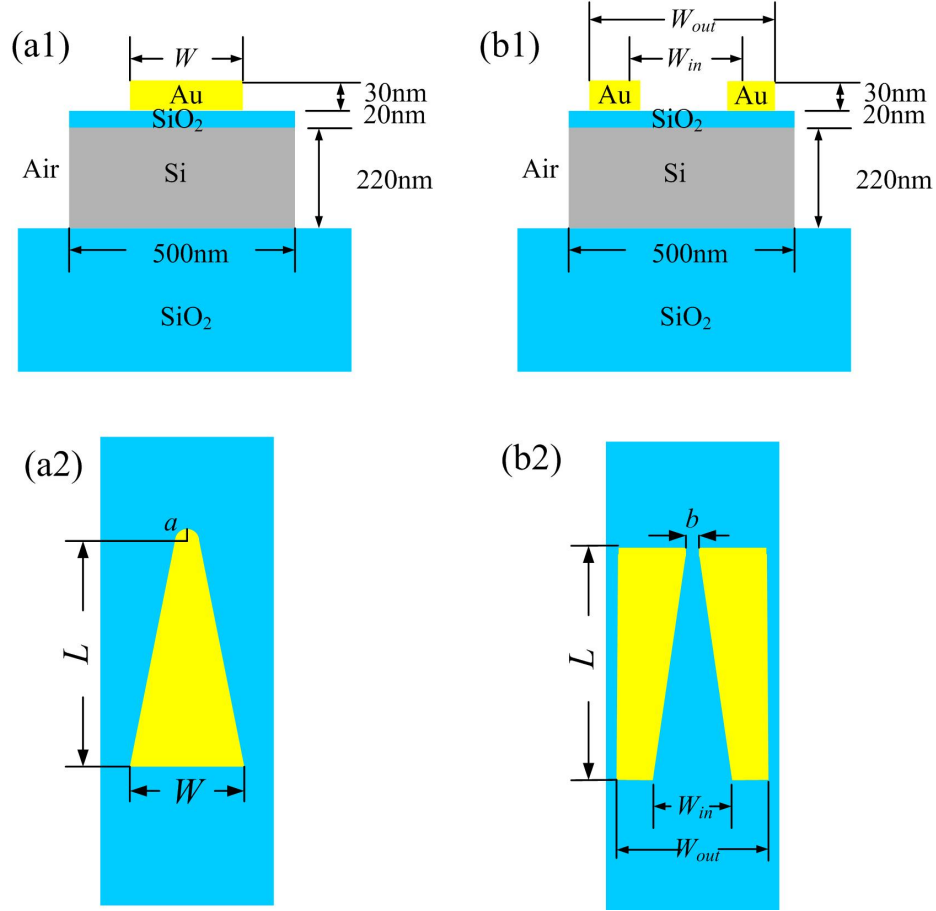 (a1)
W
Au
30nm
SiO2
20nm
Air
Si
220nm
500nm
SiO2
(b1)
Wout
Win
Au
Au
30nm
SiO2
20nm
Air
Si
220nm
500nm
SiO2
(a2)
a
L
W
(b2)
b
L
Win
Wout